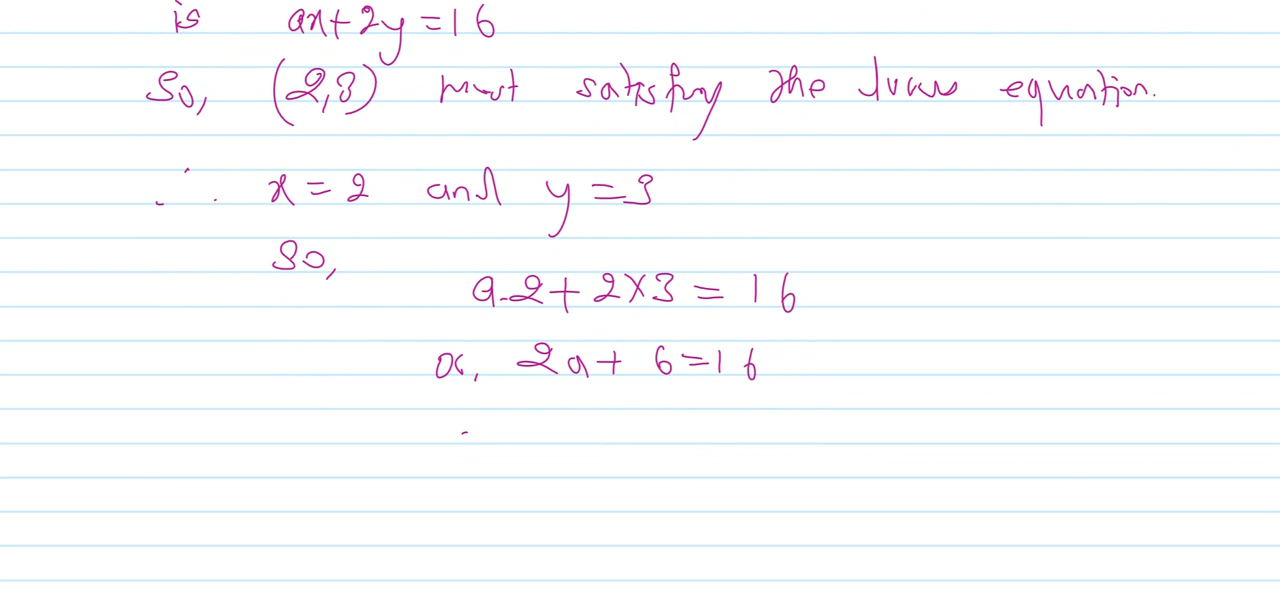 is ax+2y=16
So, (2,3) must satisfy the locus equation.
∴ x=2 and y=3
So,
a.2+2×3=16
or, 2a+6=16